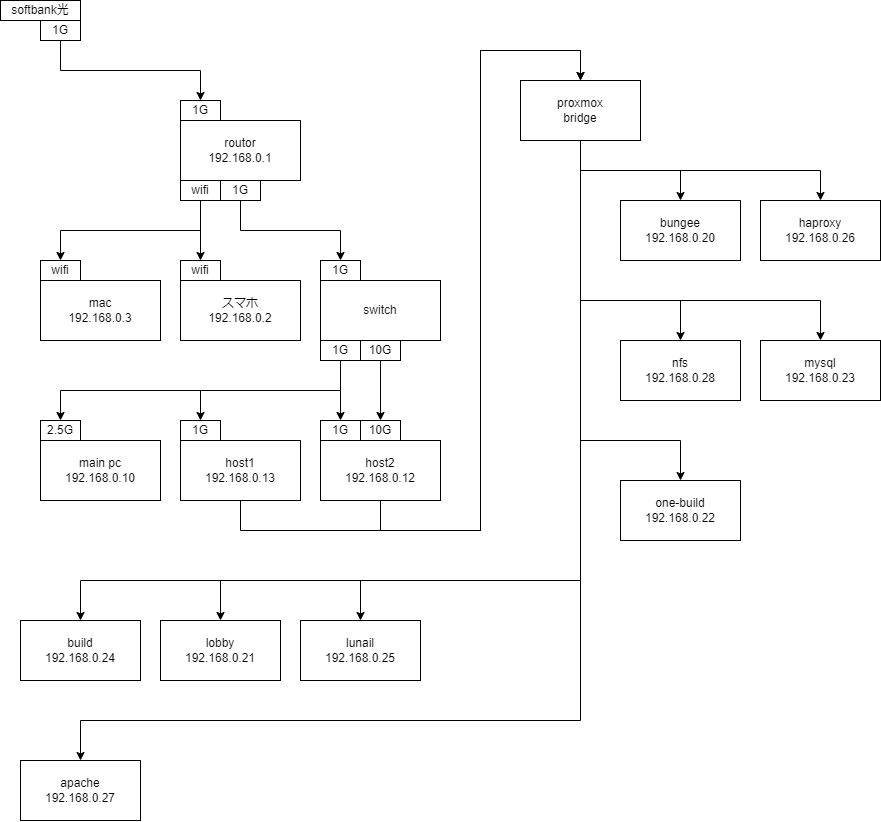 softbank光
1G
1G
routor
192.168.0.1
wifi
1G
wifi
mac
192.168.0.3
wifi
スマホ
192.168.0.2
1G
switch
1G
10G
2.5G
main pc
192.168.0.10
1G
host1
192.168.0.13
1G
10G
host2
192.168.0.12
proxmox
bridge
bungee
192.168.0.20
haproxy
192.168.0.26
nfs
192.168.0.28
mysql
192.168.0.23
one-build
192.168.0.22
build
192.168.0.24
lobby
192.168.0.21
lunail
192.168.0.25
apache
192.168.0.27